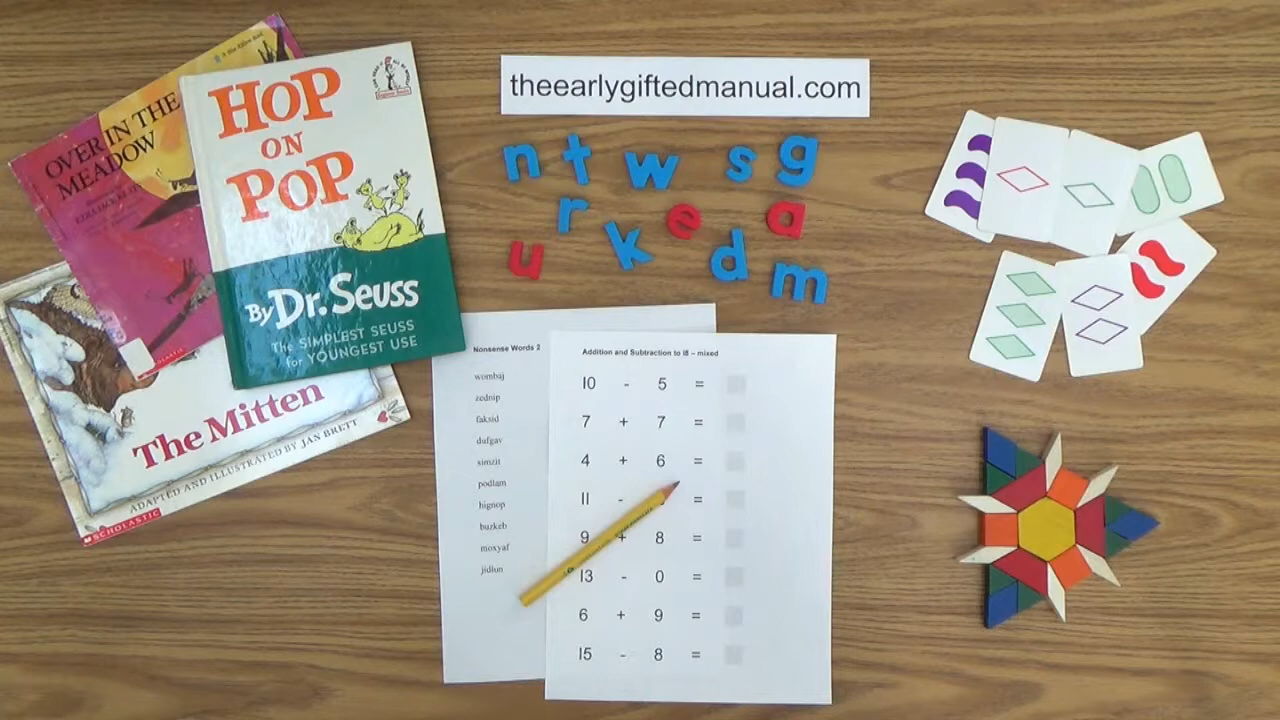 theearlygiftedmanual.com
OVER IN THE
MEADOW
HOP
ON
POP
By Dr. Seuss
The SIMPLEST SEUSS
for YOUNGEST USE
SCHOLASTIC
The Mitten
ADAPTED AND ILLUSTRATED BY JAN BRETT
SCHOLASTIC
n t w s g
r k e a
u d m
Nonsense Words 2
wombaj
zednip
faksid
dufgav
simzit
podlam
hignop
buzkeb
moxyaf
jidlun
Addition and Subtraction to 18 – mixed
10 - 5 =
7 + 7 =
4 + 6 =
11 - =
9 + 8 =
13 - 0 =
6 + 9 =
15 - 8 =